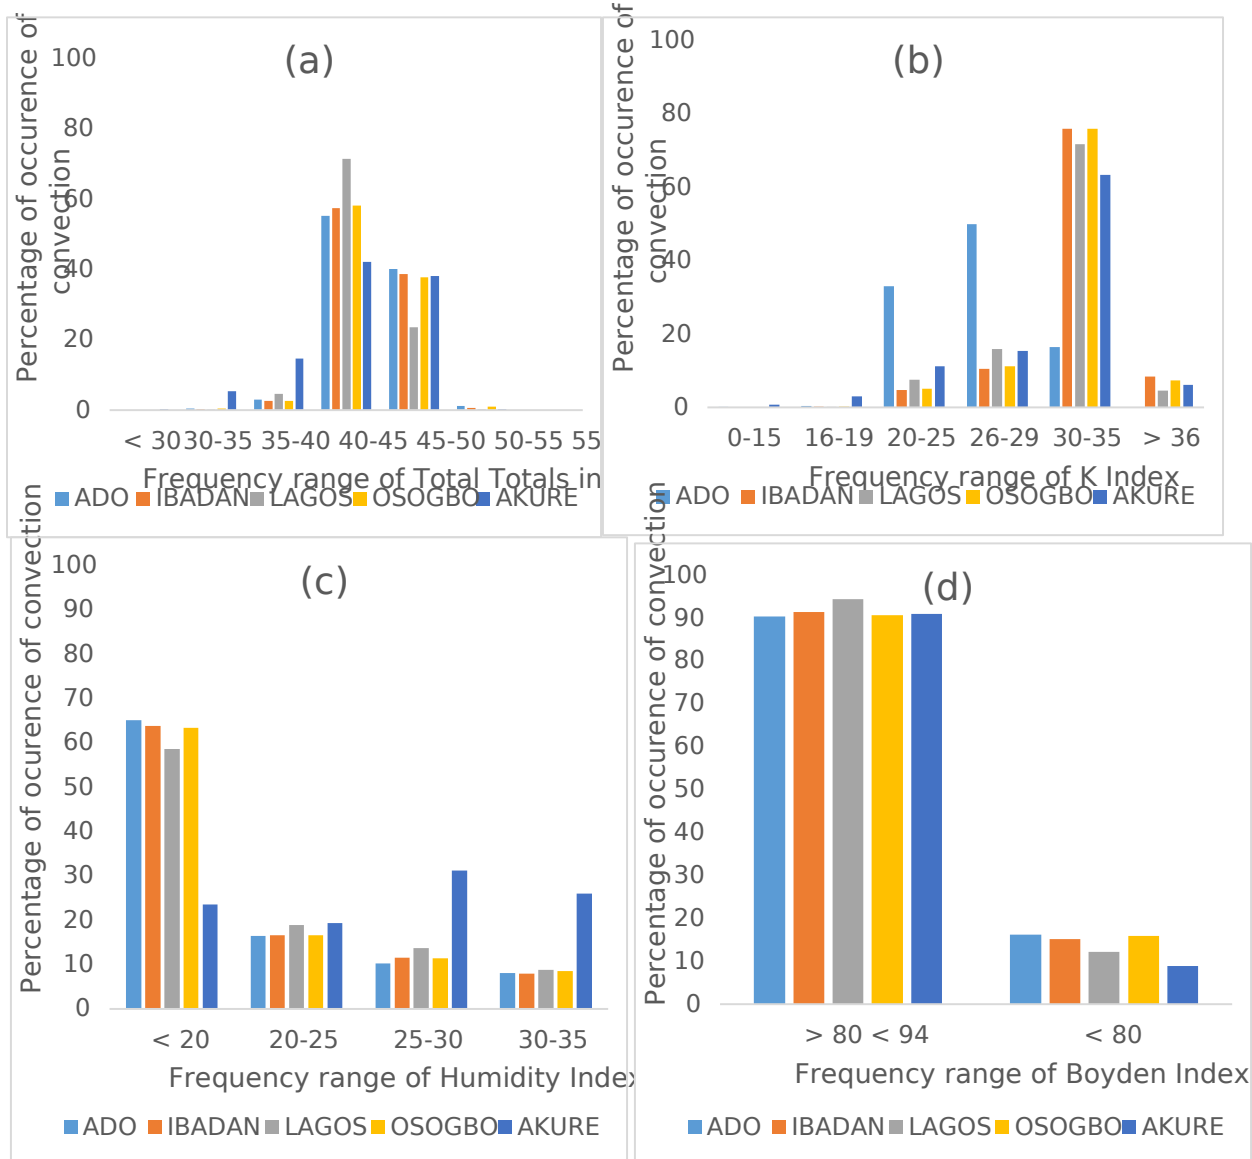 Percentage of occurence of
convection
(a)
100
80
60
40
20
0
< 30
30-35
35-40
40-45
45-50
50-55
55
Frequency range of Total Totals in
ADO
IBADAN
LAGOS
OSOGBO
AKURE
Percentage of occurence of
convection
(b)
100
80
60
40
20
0
0-15
16-19
20-25
26-29
30-35
> 36
Frequency range of K Index
ADO
IBADAN
LAGOS
OSOGBO
AKURE
Percentage of ocurence of convection
(c)
100
90
80
70
60
50
40
30
20
10
0
< 20
20-25
25-30
30-35
Frequency range of Humidity Index
ADO
IBADAN
LAGOS
OSOGBO
AKURE
Percentage of occurence of convection
(d)
100
90
80
70
60
50
40
30
20
10
0
> 80 < 94
< 80
Frequency range of Boyden Index
ADO
IBADAN
LAGOS
OSOGBO
AKURE